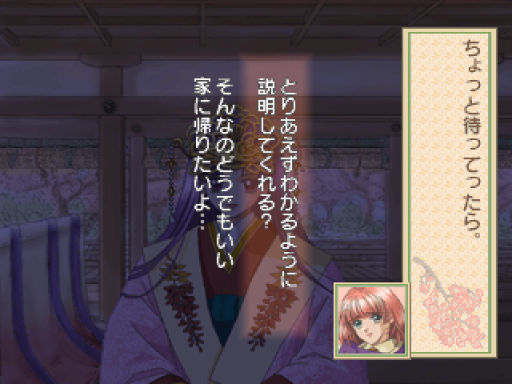 ちょっと待ってったら。
とりあえずわかるように
説明してくれる？
そんなのどうでもいい
家に帰りたいよ…